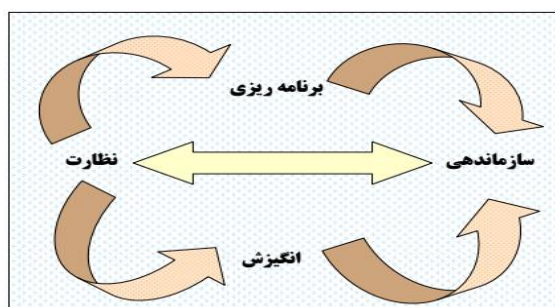 برنامه ریزی
سازماندهی
نظارت
انگیزش